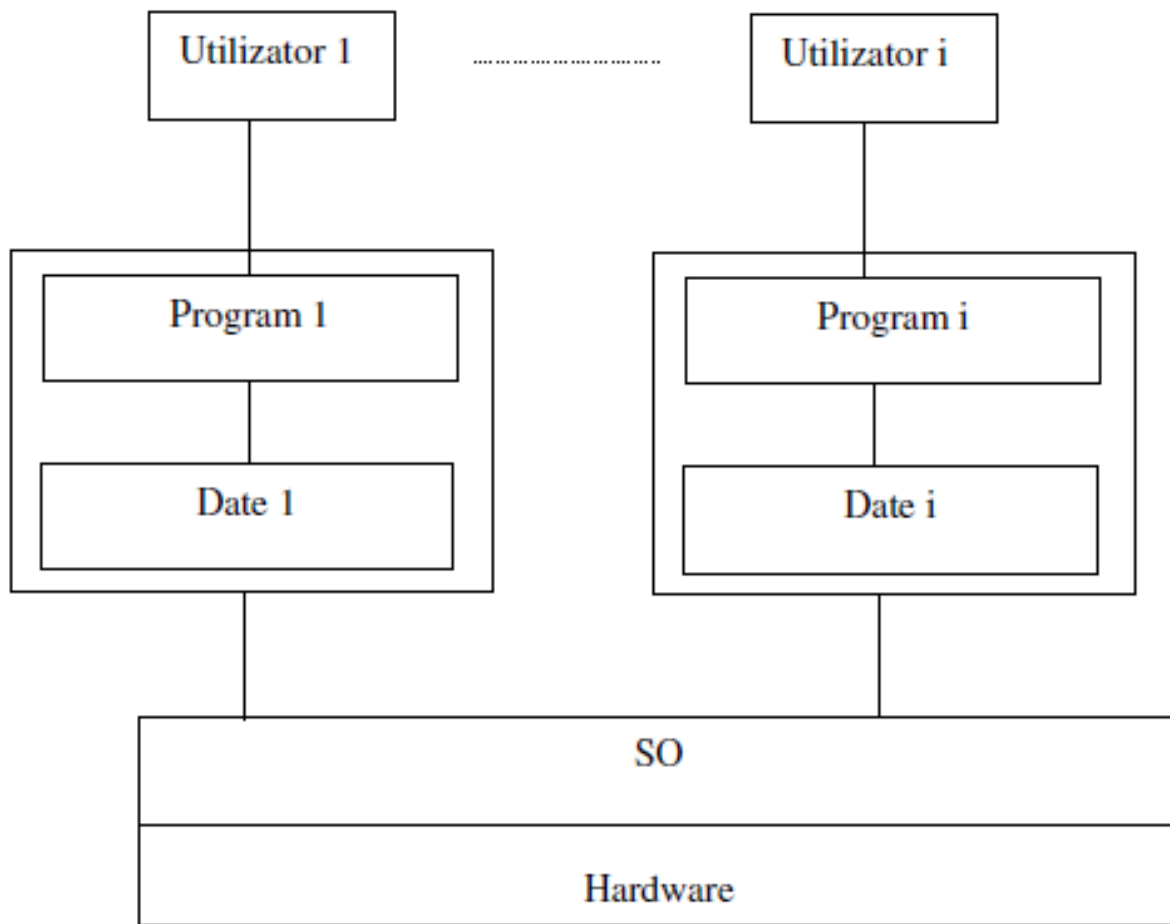 Utilizator 1 ........................ Utilizator i
Program 1 Program i
Date 1 Date i
SO
Hardware